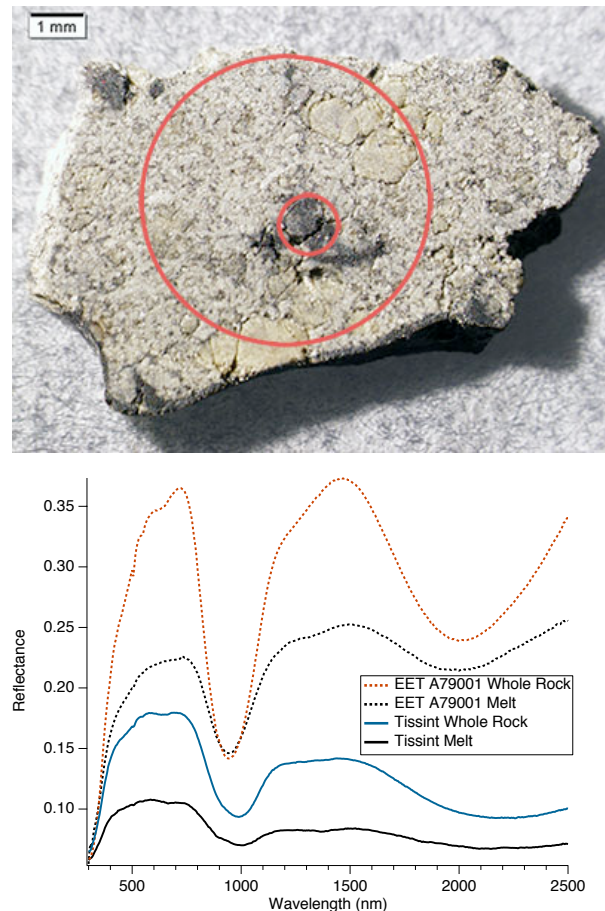 1 mm
0.35
0.30
0.25
0.20
0.15
0.10
Reflectance
EET A79001 Whole Rock
EET A79001 Melt
Tissint Whole Rock
Tissint Melt
500
1000
1500
2000
2500
Wavelength (nm)